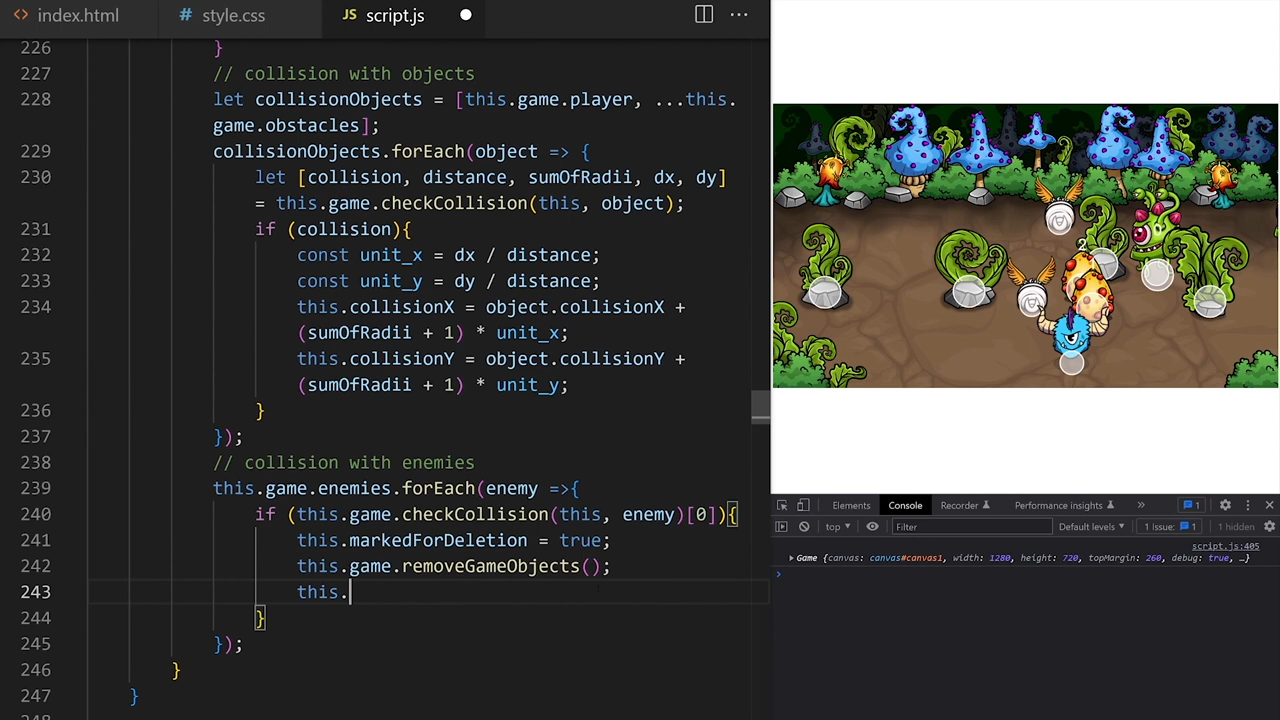 index.html
# style.css
JS script.js
226 }
227 // collision with objects
228 let collisionObjects = [this.game.player, ...this.
game.obstacles];
229 collisionObjects.forEach(object => {
230 let [collision, distance, sumOfRadii, dx, dy]
= this.game.checkCollision(this, object);
231 if (collision){
232 const unit_x = dx / distance;
233 const unit_y = dy / distance;
234 this.collisionX = object.collisionX +
(sumOfRadii + 1) * unit_x;
235 this.collisionY = object.collisionY +
(sumOfRadii + 1) * unit_y;
236 }
237 });
238 // collision with enemies
239 this.game.enemies.forEach(enemy =>{
240 if (this.game.checkCollision(this, enemy)[0]){
241 this.markedForDeletion = true;
242 this.game.removeGameObjects();
243 this.
244 }
245 });
246 }
247 }
2
Elements Console Recorder Performance insights » 1
top Filter Default levels 1 Issue: 1 1 hidden
script.js:405
Game {canvas: canvas#canvas1, width: 1280, height: 720, topMargin: 260, debug: true, …}